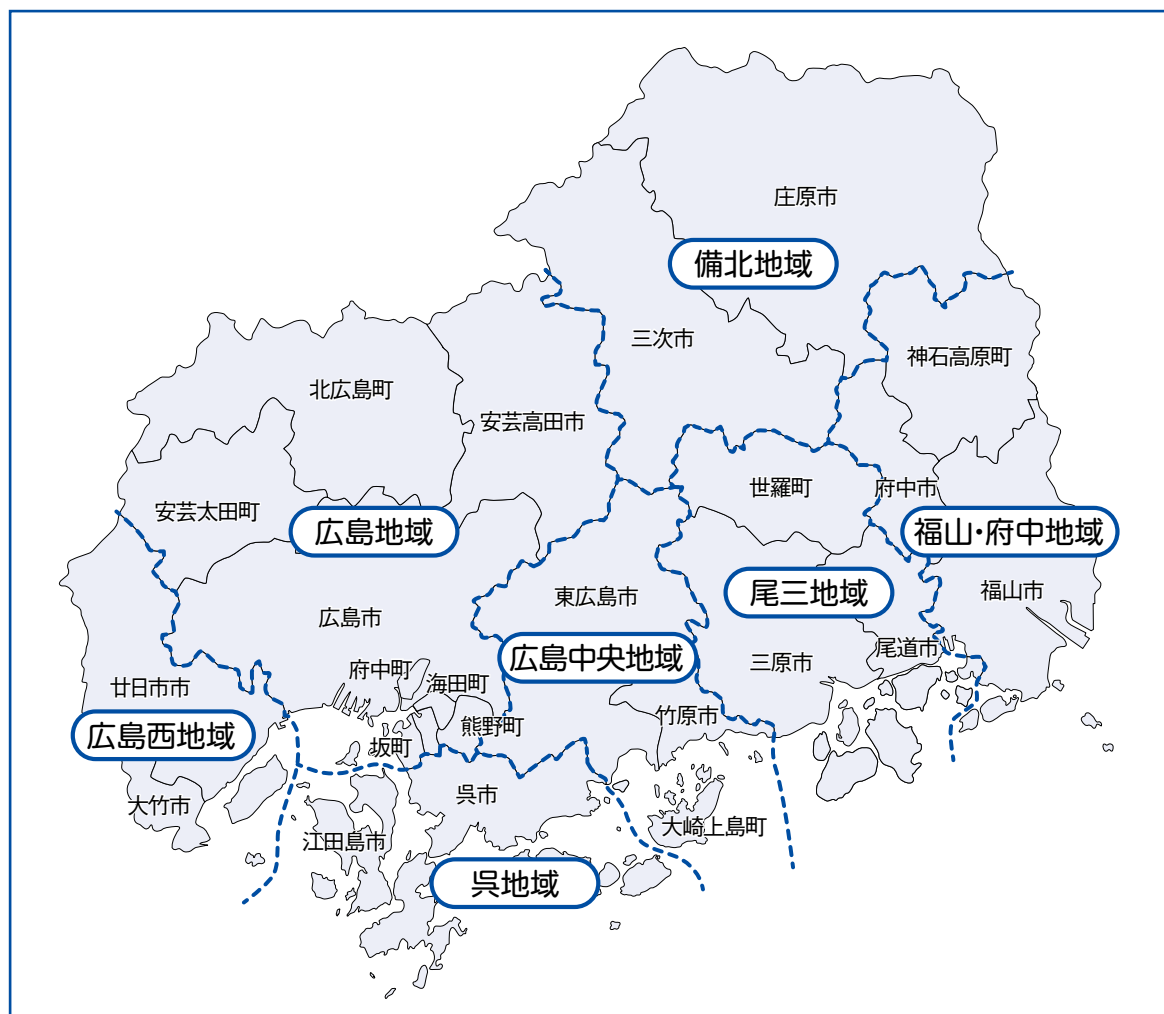 庄原市
備北地域
三次市
神石高原町
北広島町
安芸高田市
世羅町
府中市
安芸太田町
広島地域
福山・府中地域
尾三地域
福山市
東広島市
広島市
尾道市
広島中央地域
三原市
府中町
海田町
廿日市市
竹原市
熊野町
広島西地域
坂町
呉市
大竹市
大崎上島町
江田島市
呉地域